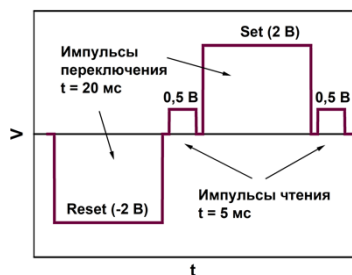 Set (2 В)
Импульсы
переключения
t = 20 мс
0,5 В
0,5 В
V
Импульсы чтения
t = 5 мс
Reset (-2 В)
t